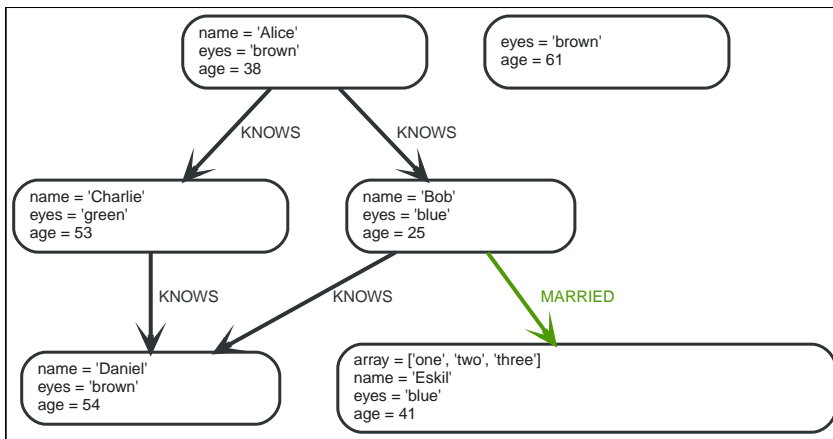 name = 'Alice'
eyes = 'brown'
age = 38
eyes = 'brown'
age = 61
KNOWS
KNOWS
name = 'Charlie'
eyes = 'green'
age = 53
name = 'Bob'
eyes = 'blue'
age = 25
KNOWS
KNOWS
MARRIED
name = 'Daniel'
eyes = 'brown'
age = 54
array = ['one', 'two', 'three']
name = 'Eskil'
eyes = 'blue'
age = 41